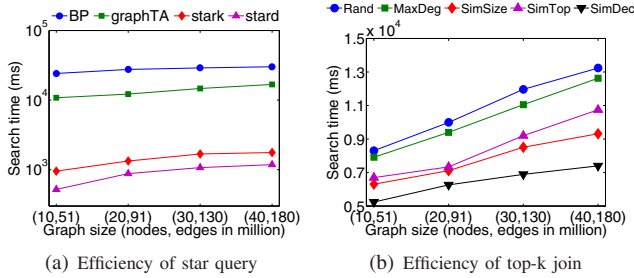 BP graphTA stark stard
10^5
10^4
10^3
Search time (ms)
(10,51) (20,91) (30,130) (40,180)
Graph size (nodes, edges in million)
(a) Efficiency of star query
Rand MaxDeg SimSize SimTop SimDec
x 10^4
1.5
1.3
1.1
0.9
0.7
0.5
Search time (ms)
(10,51) (20,91) (30,130) (40,180)
Graph size (nodes, edges in million)
(b) Efficiency of top-k join